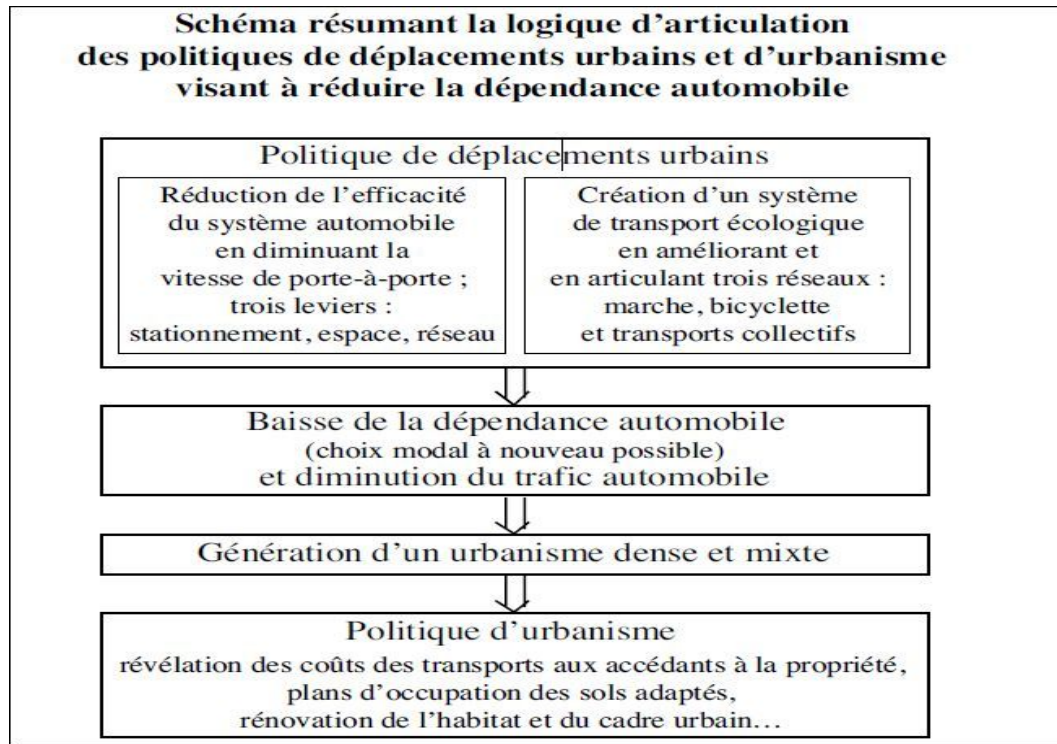 Schéma résumant la logique d’articulation
des politiques de déplacements urbains et d’urbanisme
visant à réduire la dépendance automobile
Politique de déplacements urbains
Réduction de l’efficacité
du système automobile
en diminuant la
vitesse de porte-à-porte ;
trois leviers :
stationnement, espace, réseau
Création d’un système
de transport écologique
en améliorant et
en articulant trois réseaux :
marche, bicyclette
et transports collectifs
Baisse de la dépendance automobile
(choix modal à nouveau possible)
et diminution du trafic automobile
Génération d’un urbanisme dense et mixte
Politique d’urbanisme
révélation des coûts des transports aux accédants à la propriété,
plans d’occupation des sols adaptés,
rénovation de l’habitat et du cadre urbain…